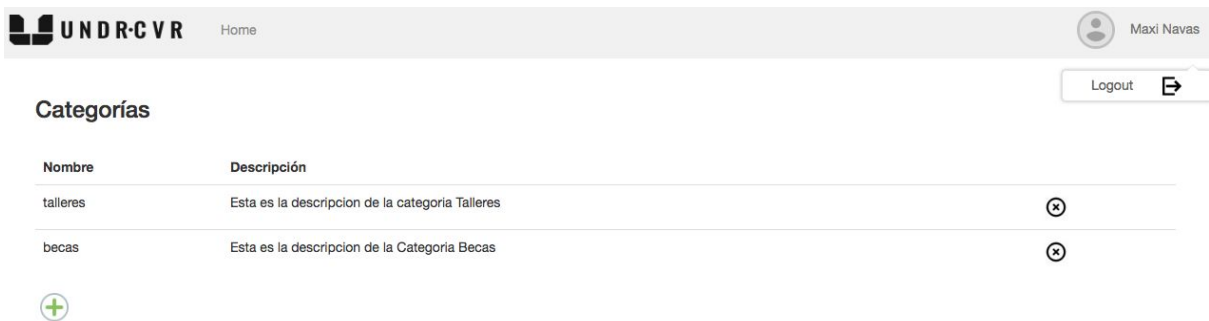 UNDR·CVR Home Maxi Navas
Logout
Categorías
Nombre Descripción
talleres Esta es la descripcion de la categoria Talleres
becas Esta es la descripcion de la Categoria Becas